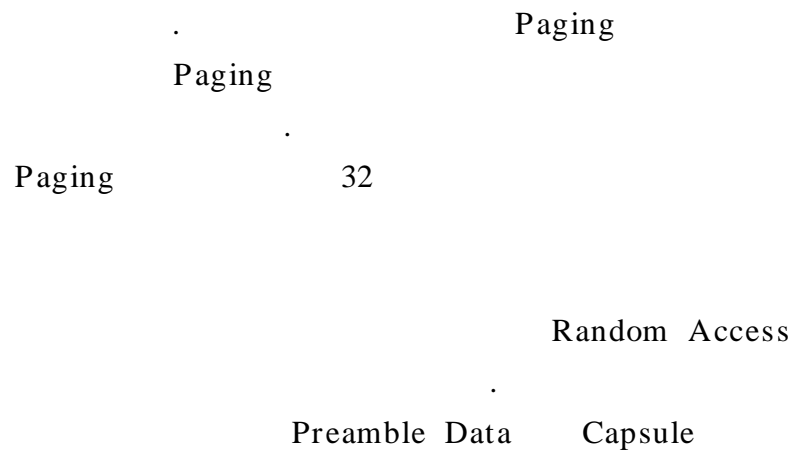 . Paging
Paging
.
Paging 32
Random Access
.
Preamble Data Capsule